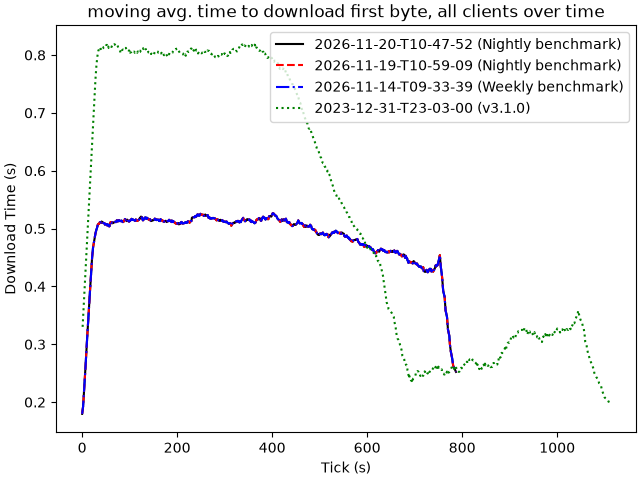 moving avg. time to download first byte, all clients over time
2026-11-20-T10-47-52 (Nightly benchmark)
2026-11-19-T10-59-09 (Nightly benchmark)
2026-11-14-T09-33-39 (Weekly benchmark)
2023-12-31-T23-03-00 (v3.1.0)
Download Time (s)
0.8
0.7
0.6
0.5
0.4
0.3
0.2
0
200
400
600
800
1000
Tick (s)